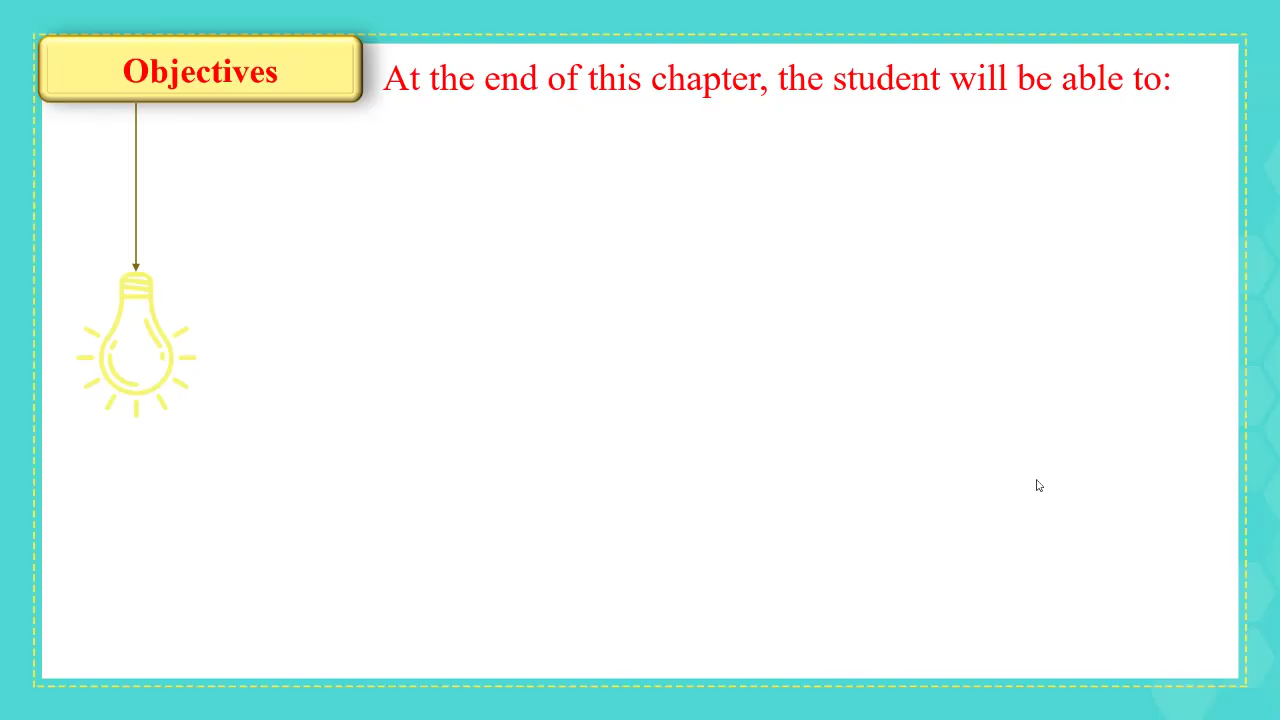 Objectives
At the end of this chapter, the student will be able to: